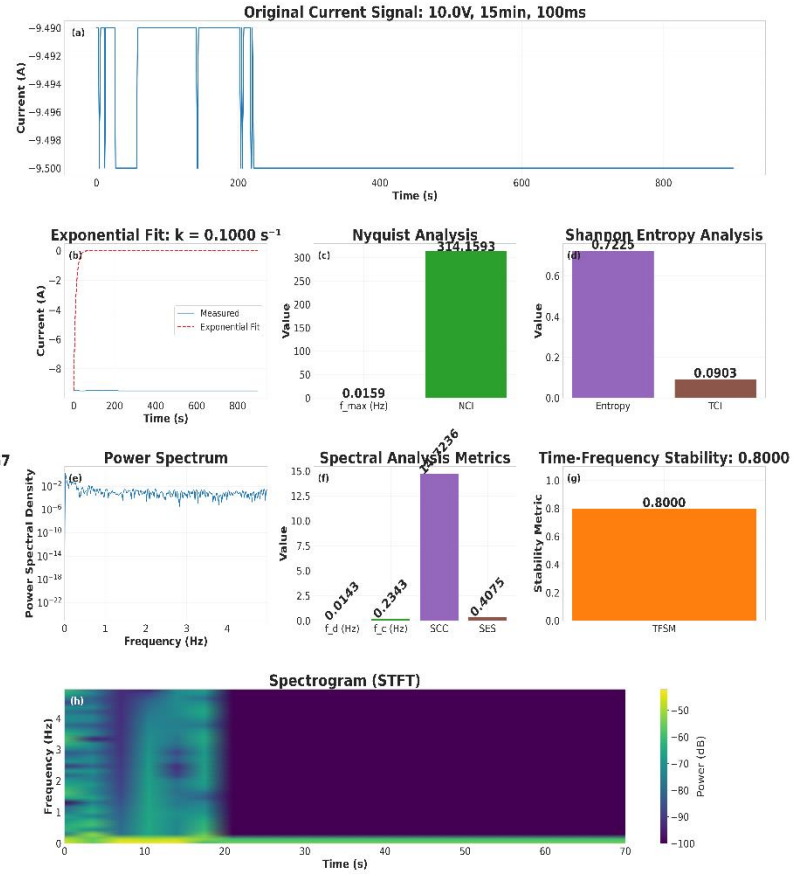 Original Current Signal: 10.0V, 15min, 100ms
(a)
Current (A)
−9.490
−9.492
−9.494
−9.496
−9.498
−9.500
0 200 400 600 800
Time (s)
Exponential Fit: k = 0.1000 s⁻¹
(b)
Current (A)
0
−2
−4
−6
−8
Measured
Exponential Fit
0 200 400 600 800
Time (s)
Nyquist Analysis
(c)
314.1593
Value
300
250
200
150
100
50
0
0.0159
f_max (Hz) NCI
Shannon Entropy Analysis
(d)
0.7225
Value
0.6
0.4
0.2
0.0
0.0903
Entropy TCI
7
Power Spectrum
(e)
Power Spectral Density
10⁻²
10⁻⁶
10⁻¹⁰
10⁻¹⁴
10⁻¹⁸
10⁻²²
0 1 2 3 4
Frequency (Hz)
Spectral Analysis Metrics
(f)
Value
15.0
12.5
10.0
7.5
5.0
2.5
0.0
0.0143
0.2343
0.4075
f_d (Hz) f_c (Hz) SCC SES
Time-Frequency Stability: 0.8000
(g)
0.8000
Stability Metric
1.0
0.8
0.6
0.4
0.2
0.0
TFSM
Spectrogram (STFT)
(h)
Frequency (Hz)
4
3
2
1
0
0 10 20 30 40 50 60 70
Time (s)
−50
−60
−70
−80
−90
−100
Power (dB)